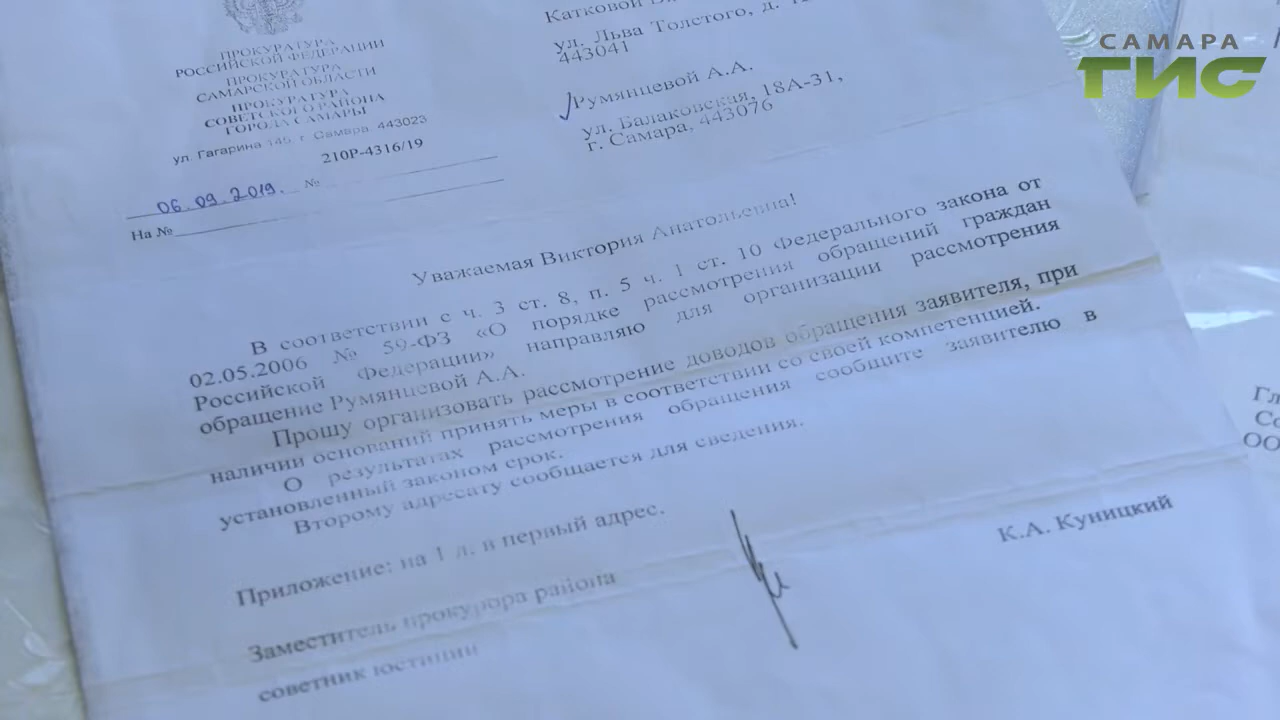 ПРОКУРАТУРА
РОССИЙСКОЙ ФЕДЕРАЦИИ
ПРОКУРАТУРА
САМАРСКОЙ ОБЛАСТИ
ПРОКУРАТУРА
СОВЕТСКОГО РАЙОНА
ГОРОДА САМАРЫ
ул. Гагарина 145, г. Самара, 443023
210Р-4316/19
06.09.2019. №
На №
Катковой
ул. Льва Толстого, д.
443041
Румянцевой А.А.
ул. Балаковская, 18А-31,
г. Самара, 443076
САМАРА
ГИС
Уважаемая Виктория Анатольевна!
В соответствии с ч. 3 ст. 8, п. 5 ч. 1 ст. 10 Федерального закона от
02.05.2006 № 59-ФЗ «О порядке рассмотрения обращений граждан
Российской Федерации» направляю для организации рассмотрения
обращение Румянцевой А.А.
Прошу организовать рассмотрение доводов обращения заявителя, при
наличии оснований принять меры в соответствии со своей компетенцией.
О результатах рассмотрения обращения сообщите заявителю в
установленный законом срок.
Второму адресату сообщается для сведения.
Приложение: на 1 л. в первый адрес.
Заместитель прокурора района
советник юстиции
К.А. Куницкий